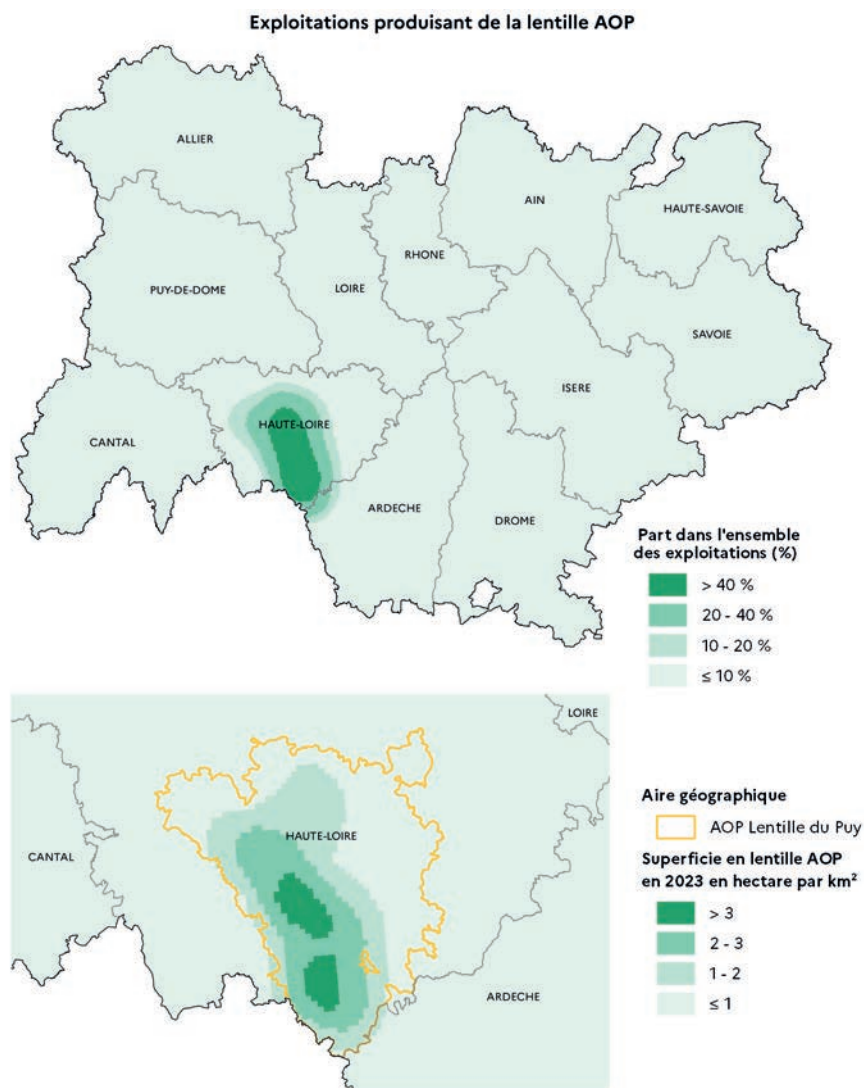 Exploitations produisant de la lentille AOP
ALLIER
AIN
HAUTE-SAVOIE
RHONE
PUY-DE-DOME
LOIRE
SAVOIE
ISERE
HAUTE-LOIRE
CANTAL
ARDECHE
DROME
Part dans l'ensemble
des exploitations (%)
> 40 %
20 - 40 %
10 - 20 %
≤ 10 %
LOIRE
HAUTE-LOIRE
CANTAL
ARDECHE
Aire géographique
AOP Lentille du Puy
Superficie en lentille AOP
en 2023 en hectare par km²
> 3
2 - 3
1 - 2
≤ 1